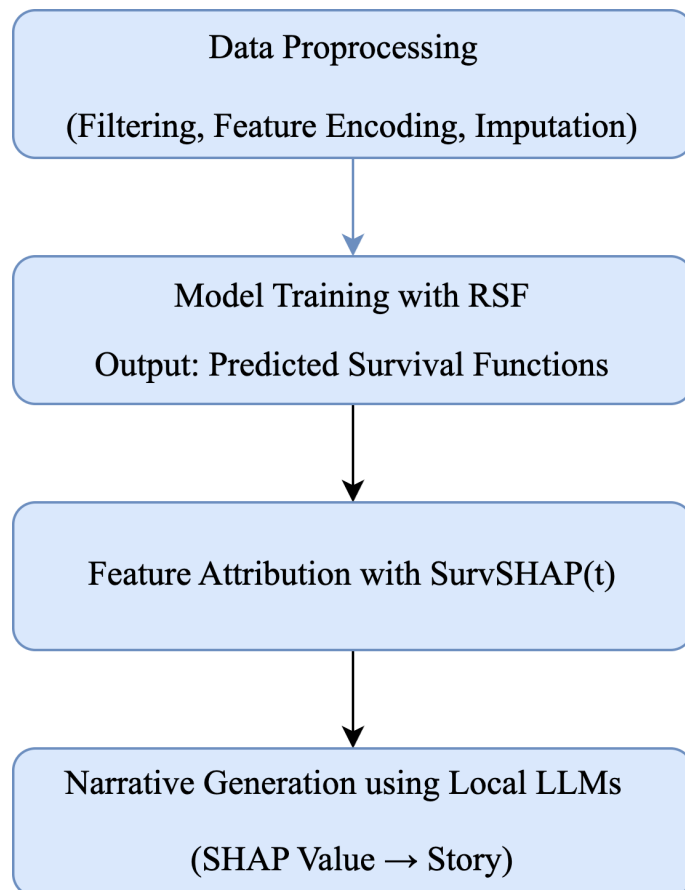 Data Proprocessing
(Filtering, Feature Encoding, Imputation)
Model Training with RSF
Output: Predicted Survival Functions
Feature Attribution with SurvSHAP(t)
Narrative Generation using Local LLMs
(SHAP Value → Story)